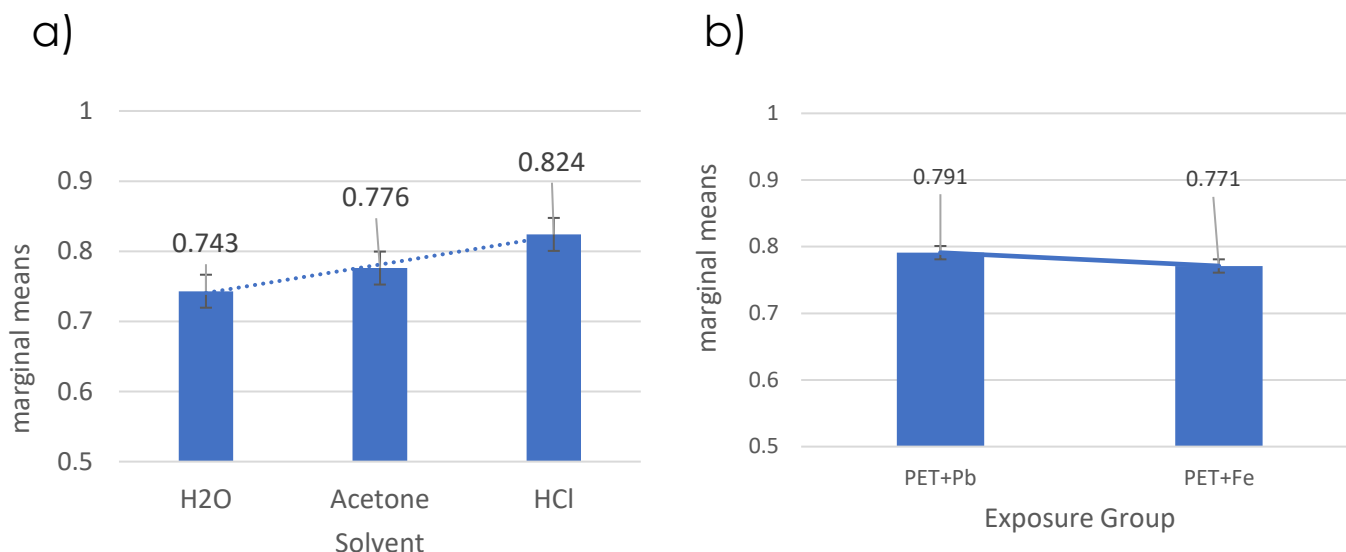 a)
marginal means
1
0.9
0.8
0.7
0.6
0.5
0.743
0.776
0.824
H2O Acetone HCl
Solvent
b)
marginal means
1
0.9
0.8
0.7
0.6
0.5
0.791
0.771
PET+Pb PET+Fe
Exposure Group